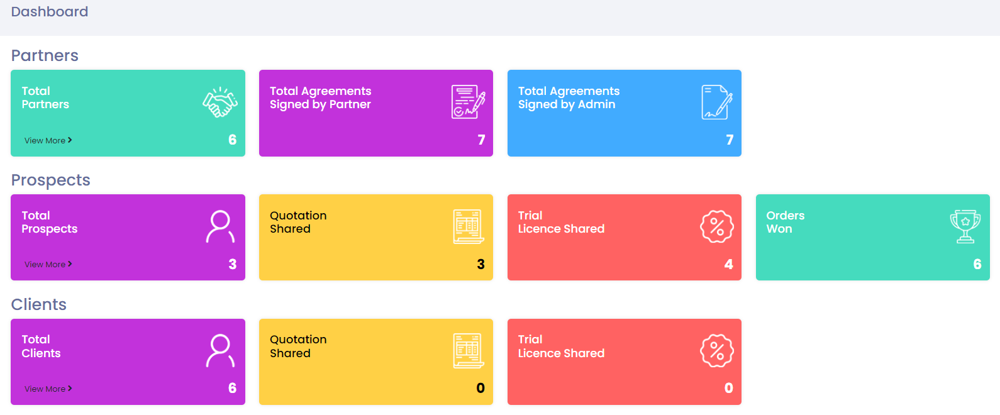 Dashboard
Partners
Total
Partners
View More
6
Total Agreements
Signed by Partner
7
Total Agreements
Signed by Admin
7
Prospects
Total
Prospects
View More
3
Quotation
Shared
3
Trial
Licence Shared
4
Orders
Won
6
Clients
Total
Clients
View More
6
Quotation
Shared
0
Trial
Licence Shared
0